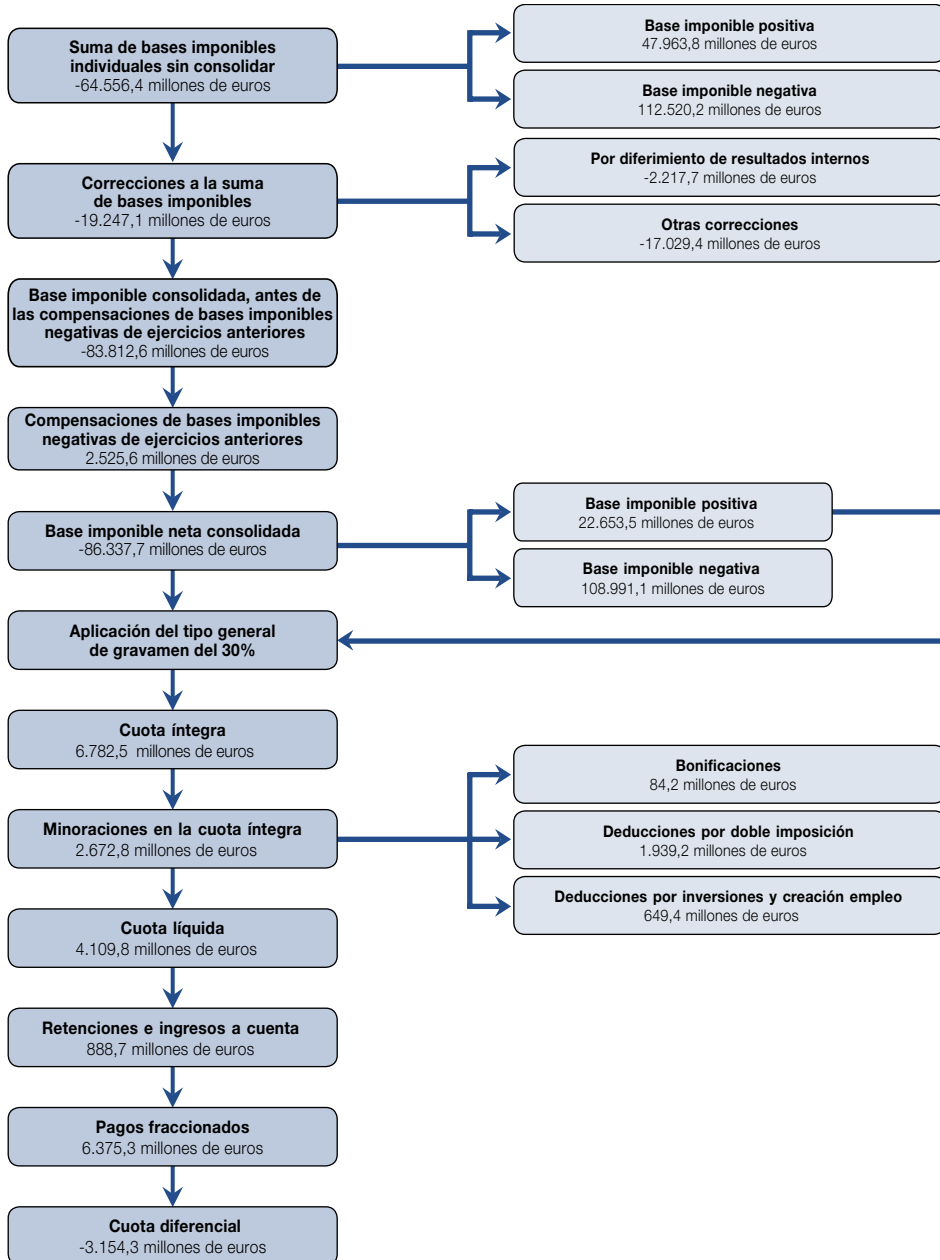 Suma de bases imponibles
individuales sin consolidar
-64.556,4 millones de euros
Base imponible positiva
47.963,8 millones de euros
Base imponible negativa
112.520,2 millones de euros
Correcciones a la suma
de bases imponibles
-19.247,1 millones de euros
Por diferimiento de resultados internos
-2.217,7 millones de euros
Otras correcciones
-17.029,4 millones de euros
Base imponible consolidada, antes de
las compensaciones de bases imponibles
negativas de ejercicios anteriores
-83.812,6 millones de euros
Compensaciones de bases imponibles
negativas de ejercicios anteriores
2.525,6 millones de euros
Base imponible neta consolidada
-86.337,7 millones de euros
Base imponible positiva
22.653,5 millones de euros
Base imponible negativa
108.991,1 millones de euros
Aplicación del tipo general
de gravamen del 30%
Cuota íntegra
6.782,5 millones de euros
Minoraciones en la cuota íntegra
2.672,8 millones de euros
Bonificaciones
84,2 millones de euros
Deducciones por doble imposición
1.939,2 millones de euros
Deducciones por inversiones y creación empleo
649,4 millones de euros
Cuota líquida
4.109,8 millones de euros
Retenciones e ingresos a cuenta
888,7 millones de euros
Pagos fraccionados
6.375,3 millones de euros
Cuota diferencial
-3.154,3 millones de euros